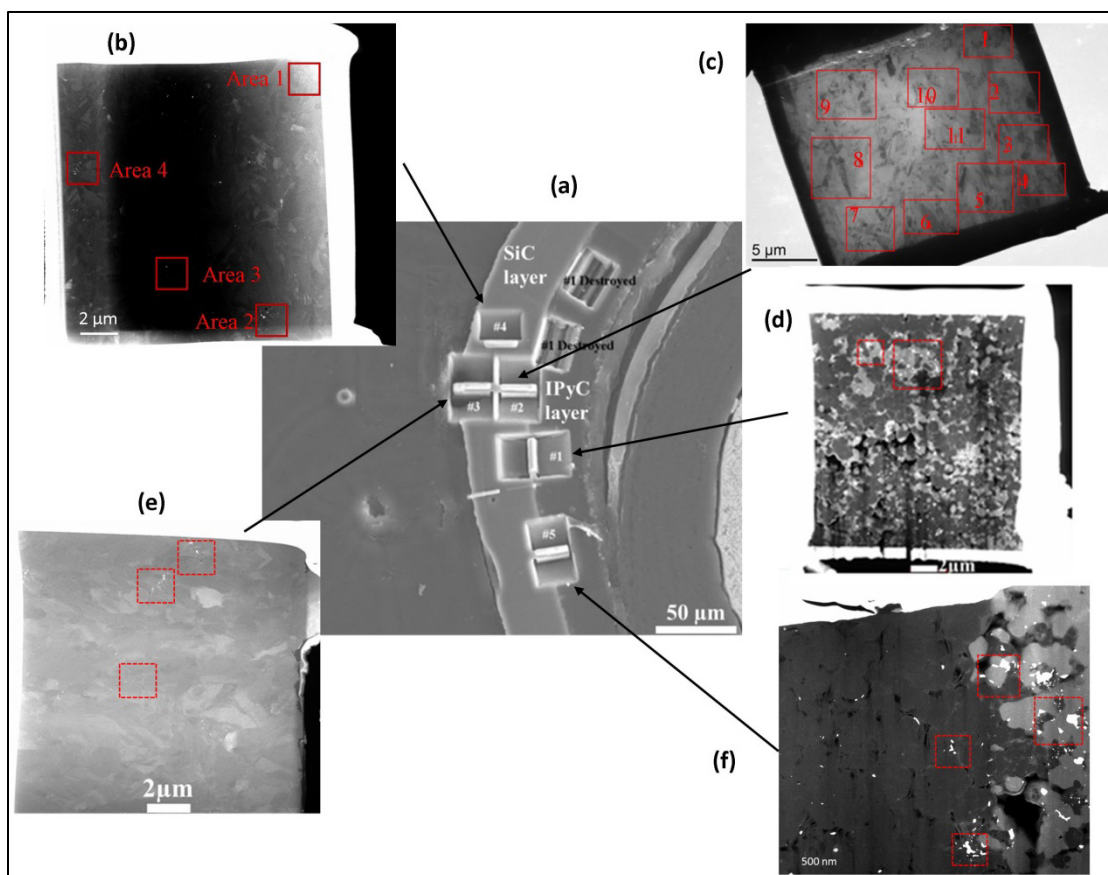 (b)
Area 1
Area 4
Area 3
Area 2
2 μm
(c)
1
2
3
4
5
6
7
8
9
10
11
5 μm
(a)
SiC
layer
#1 Destroyed
#4
#1 Destroyed
IPyC
layer
#3
#2
#1
#5
50 μm
(d)
2μm
(e)
2μm
(f)
500 nm